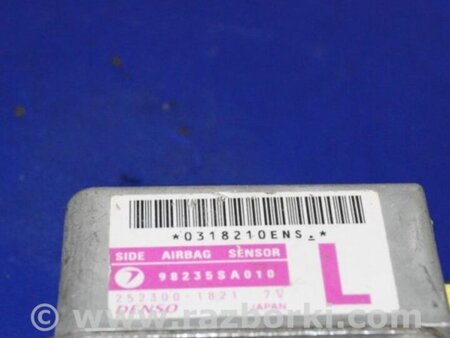 *0318210ENS.*
SIDE AIRBAG SENSOR
98235SA010
L
252300-1821 7V
DENSO JAPAN
© www.razborki.com